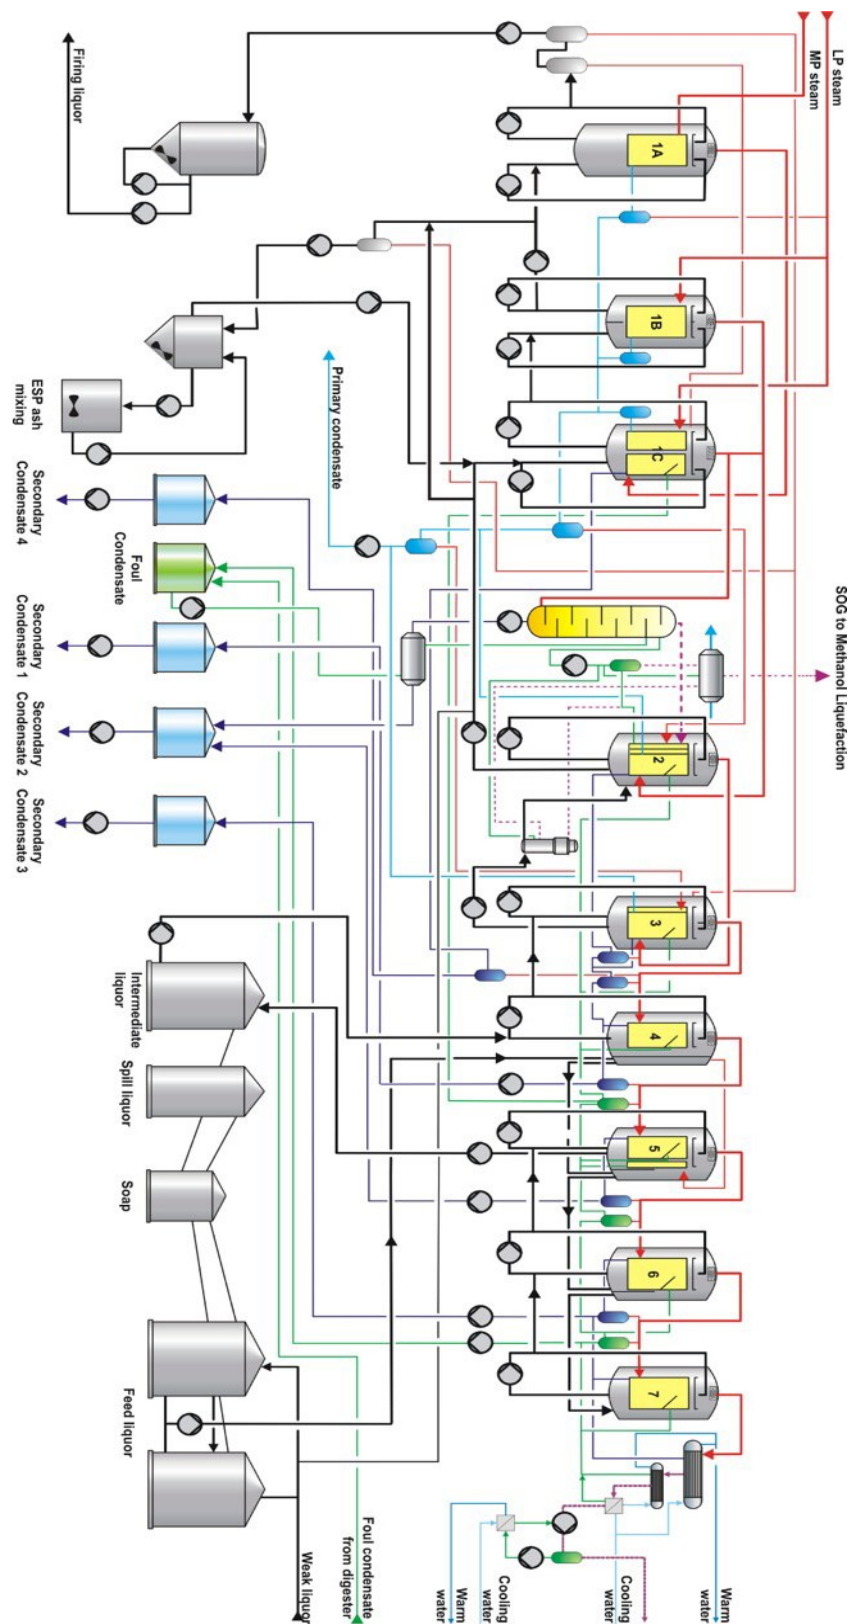 LP steam
MP steam
Firing liquor
1A
1B
1C
Primary condensate
ESP ash
mixing
Secondary
Condensate 4
Foul
Condensate
Secondary
Condensate 1
Secondary
Condensate 2
Secondary
Condensate 3
SOG to Methanol Liquefaction
2
3
4
5
6
7
Intermediate
liquor
Spill liquor
Soap
Feed liquor
Foul condensate
from digester
Weak liquor
Warm
water
Cooling
water
Cooling
water
Warm
water